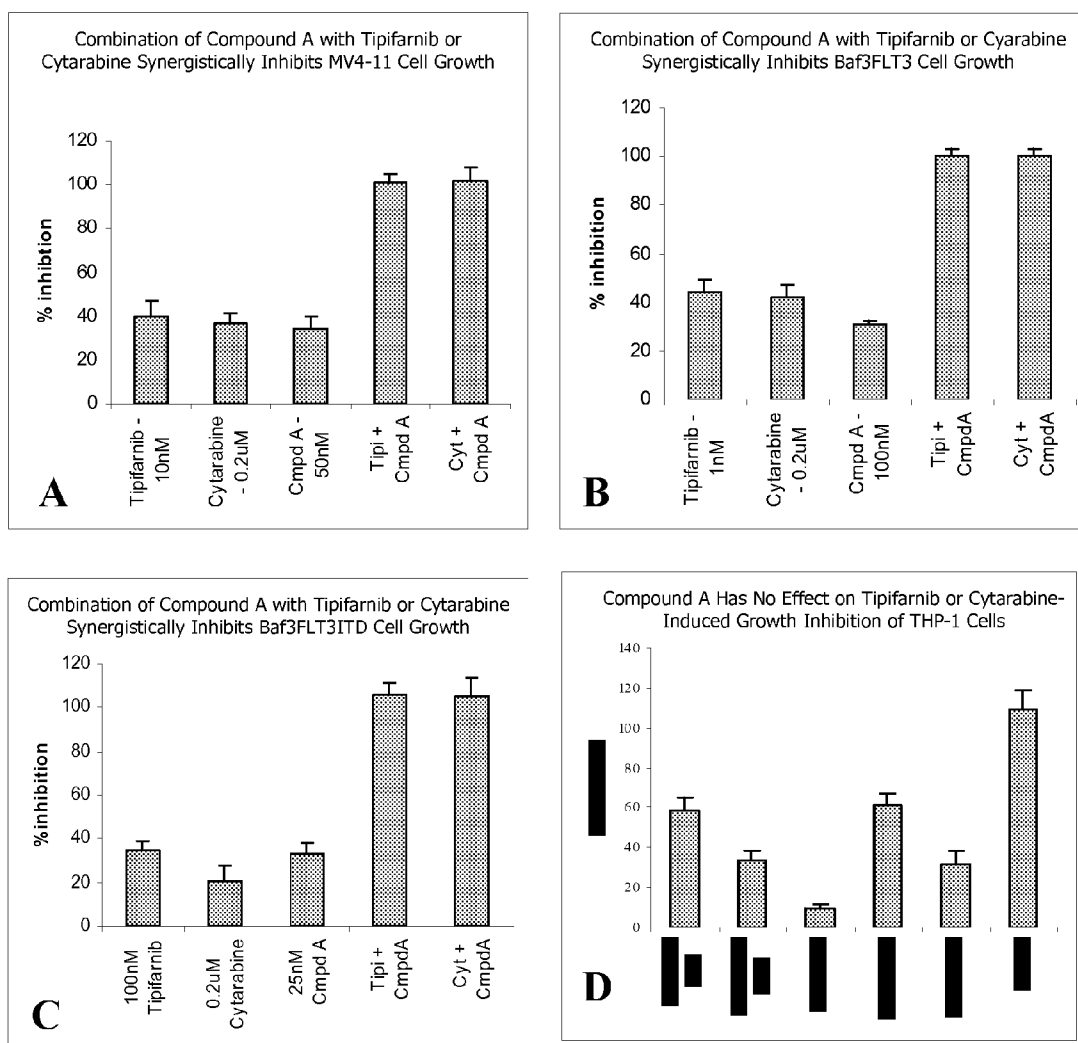 Combination of Compound A with Tipifarnib or
Cytarabine Synergistically Inhibits MV4-11 Cell Growth
120
100
80
60
40
20
0
% inhibtion
Tipifarnib -
10nM
Cytarabine
- 0.2uM
Cmpd A -
50nM
Tipi +
Cmpd A
Cyt +
Cmpd A
A
Combination of Compound A with Tipifarnib or Cyarabine
Synergistically Inhibits Baf3FLT3 Cell Growth
120
100
80
60
40
20
0
% inhibition
Tipifarnib -
1nM
Cytarabine
- 0.2uM
Cmpd A -
100nM
Tipi +
CmpdA
Cyt +
CmpdA
B
Combination of Compound A with Tipifarnib or Cytarabine
Synergistically Inhibits Baf3FLT3ITD Cell Growth
120
100
80
60
40
20
0
%inhibition
100nM
Tipifarnib
0.2uM
Cytarabine
25nM
Cmpd A
Tipi +
CmpdA
Cyt +
CmpdA
C
Compound A Has No Effect on Tipifarnib or Cytarabine-
Induced Growth Inhibition of THP-1 Cells
140
120
100
80
60
40
20
0
D